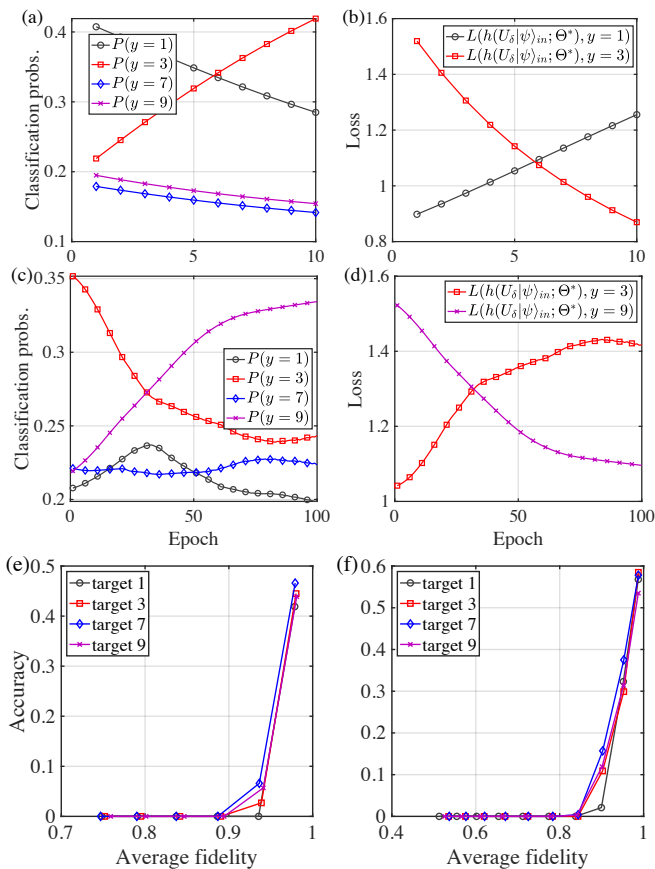 (a)
0.4
0.3
0.2
0.1
Classification probs.
P(y = 1)
P(y = 3)
P(y = 7)
P(y = 9)
0
5
10
(b)
1.6
1.4
1.2
1
0.8
Loss
L(h(U_δ|ψ⟩_in; Θ*), y = 1)
L(h(U_δ|ψ⟩_in; Θ*), y = 3)
0
5
10
(c)
0.35
0.3
0.25
0.2
Classification probs.
P(y = 1)
P(y = 3)
P(y = 7)
P(y = 9)
0
50
100
Epoch
(d)
1.6
1.4
1.2
1
Loss
L(h(U_δ|ψ⟩_in; Θ*), y = 3)
L(h(U_δ|ψ⟩_in; Θ*), y = 9)
0
50
100
Epoch
(e)
0.5
0.4
0.3
0.2
0.1
0
Accuracy
target 1
target 3
target 7
target 9
0.7
0.8
0.9
1
Average fidelity
(f)
0.6
0.5
0.4
0.3
0.2
0.1
0
target 1
target 3
target 7
target 9
0.4
0.6
0.8
1
Average fidelity